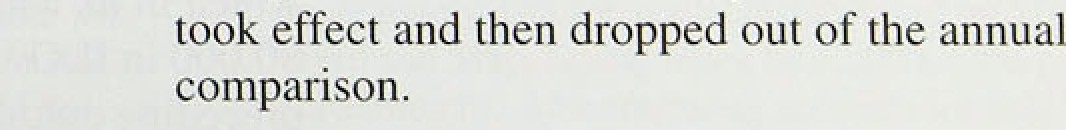 took effect and then dropped out of the annual
comparison.